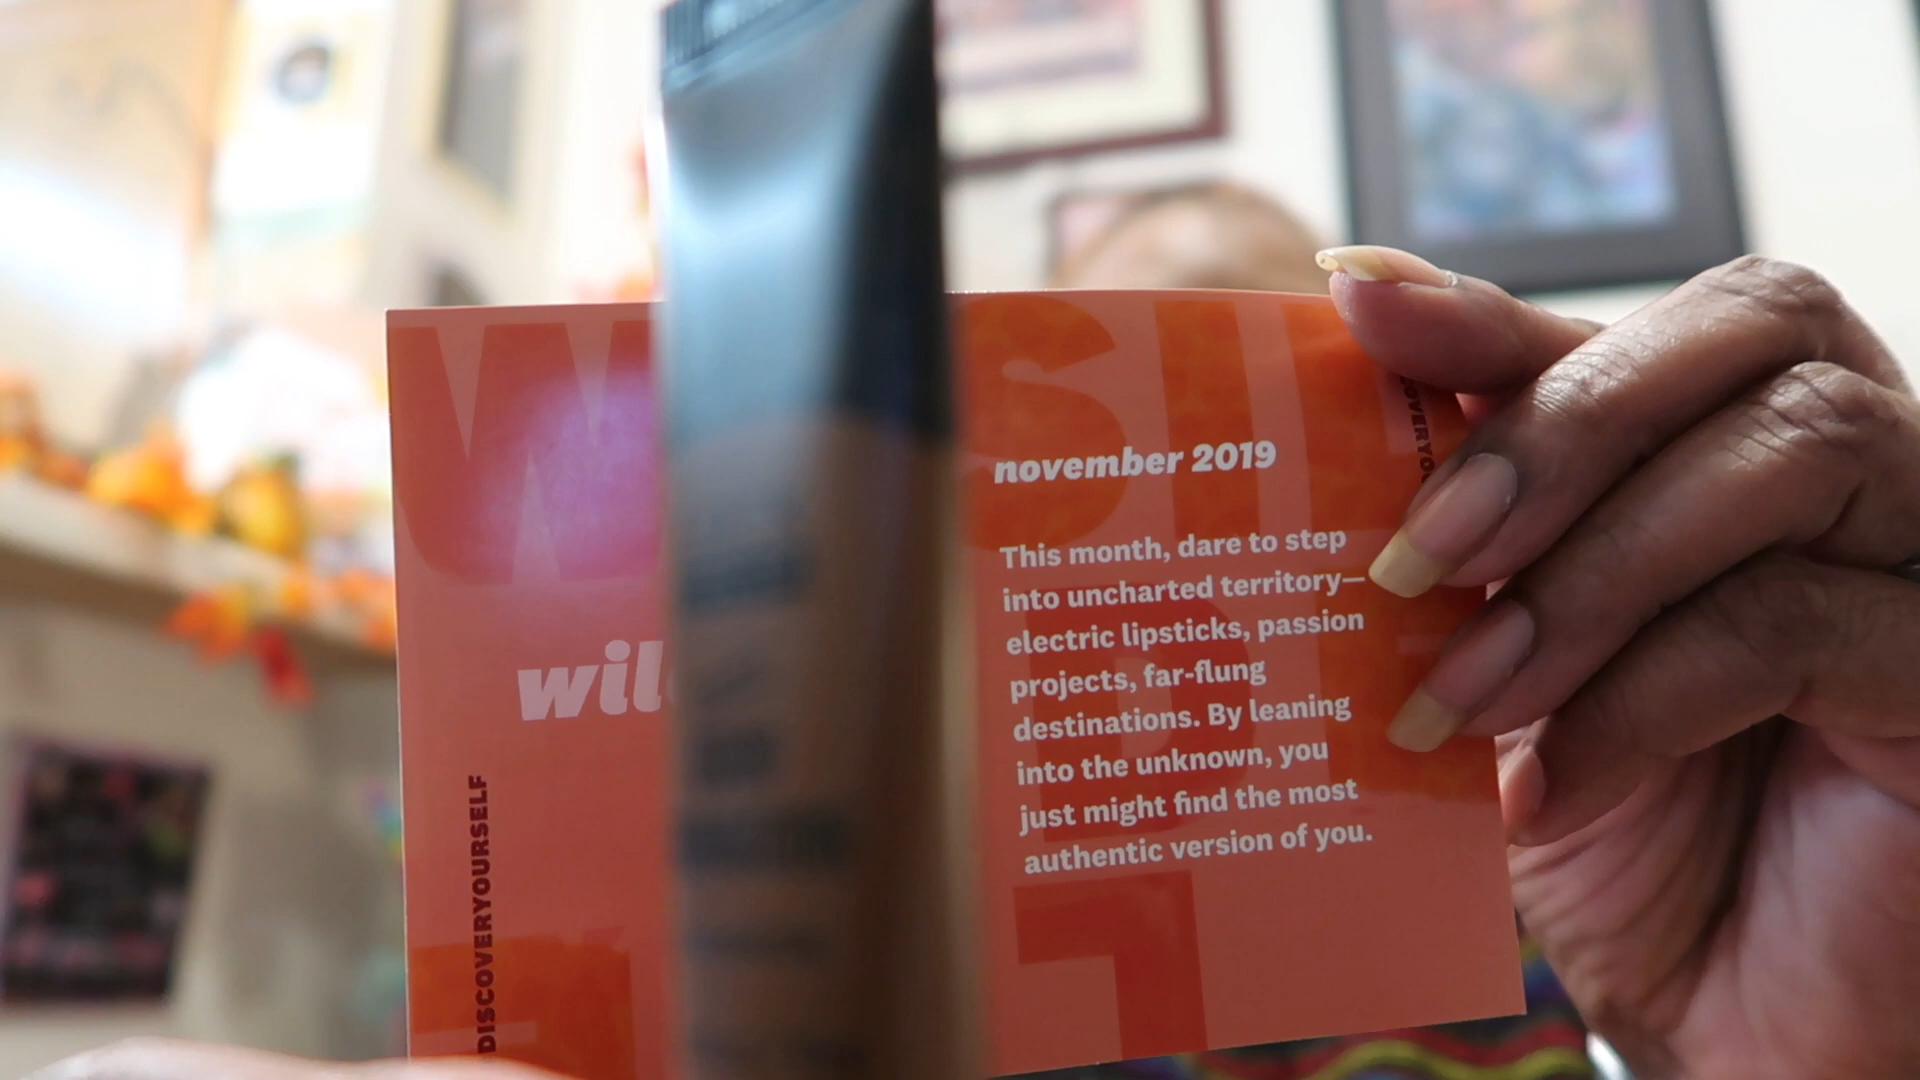 wil
DISCOVERYOURSELF
november 2019
This month, dare to step
into uncharted territory—
electric lipsticks, passion
projects, far-flung
destinations. By leaning
into the unknown, you
just might find the most
authentic version of you.